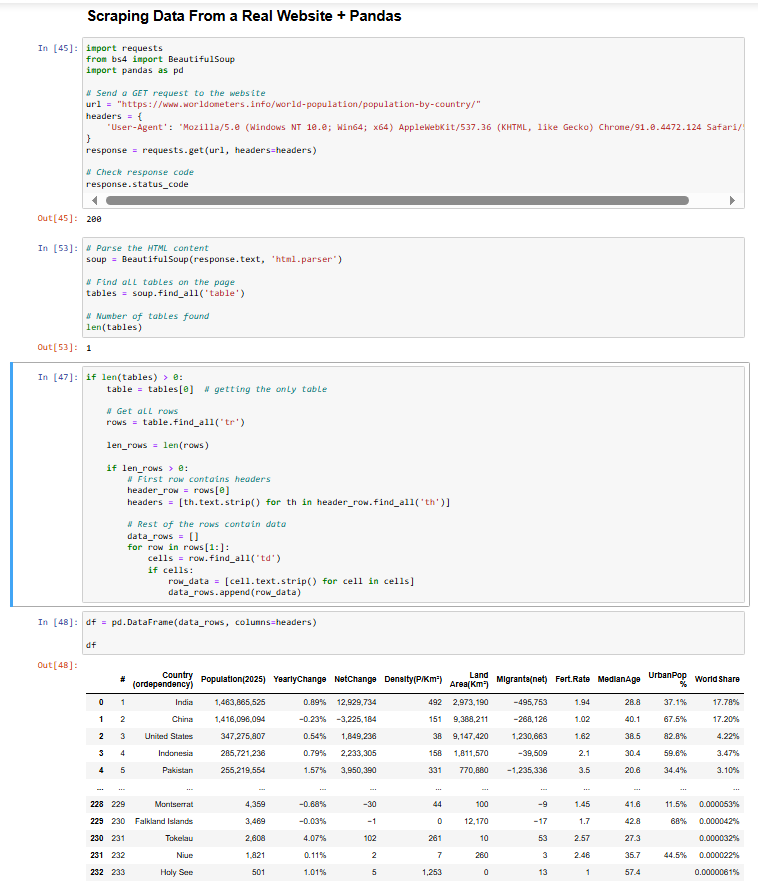 Scraping Data From a Real Website + Pandas
In [45]: import requests
from bs4 import BeautifulSoup
import pandas as pd
# Send a GET request to the website
url = "https://www.worldometers.info/world-population/population-by-country/"
headers = {
'User-Agent': 'Mozilla/5.0 (Windows NT 10.0; Win64; x64) AppleWebKit/537.36 (KHTML, like Gecko) Chrome/91.0.4472.124 Safari/
}
response = requests.get(url, headers=headers)
# Check response code
response.status_code
Out[45]: 200
In [53]: # Parse the HTML content
soup = BeautifulSoup(response.text, 'html.parser')
# Find all tables on the page
tables = soup.find_all('table')
# Number of tables found
len(tables)
Out[53]: 1
In [47]: if len(tables) > 0:
table = tables[0] # getting the only table
# Get all rows
rows = table.find_all('tr')
len_rows = len(rows)
if len_rows > 0:
# First row contains headers
header_row = rows[0]
headers = [th.text.strip() for th in header_row.find_all('th')]
# Rest of the rows contain data
data_rows = []
for row in rows[1:]:
cells = row.find_all('td')
if cells:
row_data = [cell.text.strip() for cell in cells]
data_rows.append(row_data)
In [48]: df = pd.DataFrame(data_rows, columns=headers)
df
Out[48]:
# Country (ordependency) Population(2025) YearlyChange NetChange Density(P/Km²) Land Area(Km²) Migrants(net) Fert.Rate MedianAge UrbanPop % WorldShare
0 1 India 1,463,865,525 0.89% 12,929,734 492 2,973,190 −495,753 1.94 28.8 37.1% 17.78%
1 2 China 1,416,096,094 −0.23% −3,225,184 151 9,388,211 −268,126 1.02 40.1 67.5% 17.20%
2 3 United States 347,275,807 0.54% 1,849,236 38 9,147,420 1,230,663 1.62 38.5 82.8% 4.22%
3 4 Indonesia 285,721,236 0.79% 2,233,305 158 1,811,570 −39,509 2.1 30.4 59.6% 3.47%
4 5 Pakistan 255,219,554 1.57% 3,950,390 331 770,880 −1,235,336 3.5 20.6 34.4% 3.10%
... ... ... ... ... ... ... ... ... ... ... ... ...
228 229 Montserrat 4,359 −0.68% −30 44 100 −9 1.45 41.6 11.5% 0.000053%
229 230 Falkland Islands 3,469 −0.03% −1 0 12,170 −17 1.7 42.8 68% 0.000042%
230 231 Tokelau 2,608 4.07% 102 261 10 53 2.57 27.3 0.000032%
231 232 Niue 1,821 0.11% 2 7 260 3 2.46 35.7 44.5% 0.000022%
232 233 Holy See 501 1.01% 5 1,253 0 13 1 57.4 0.0000061%